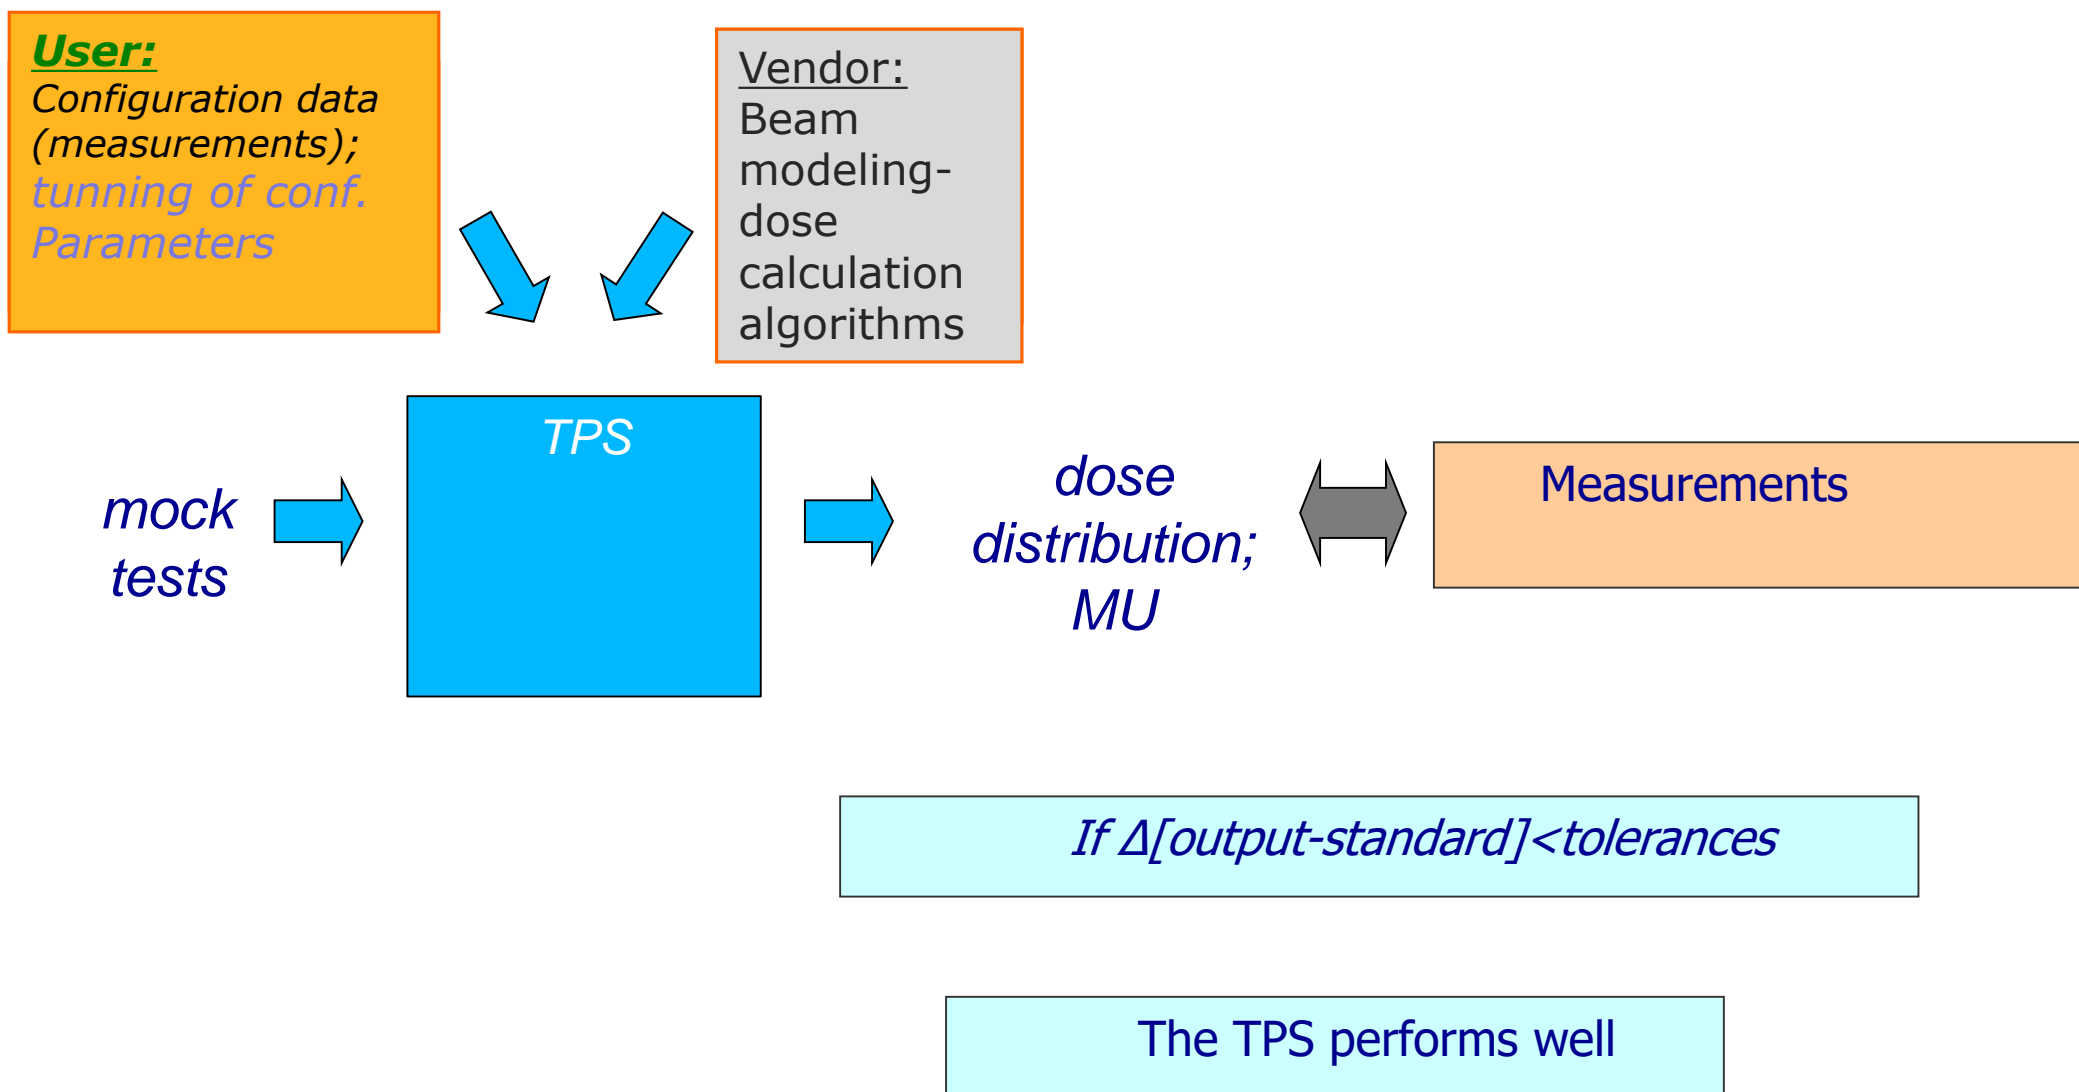 User:
Configuration data
(measurements);
tunning of conf.
Parameters
Vendor:
Beam
modeling-
dose
calculation
algorithms
mock
tests
TPS
dose
distribution;
MU
Measurements
If Δ[output-standard]<tolerances
The TPS performs well